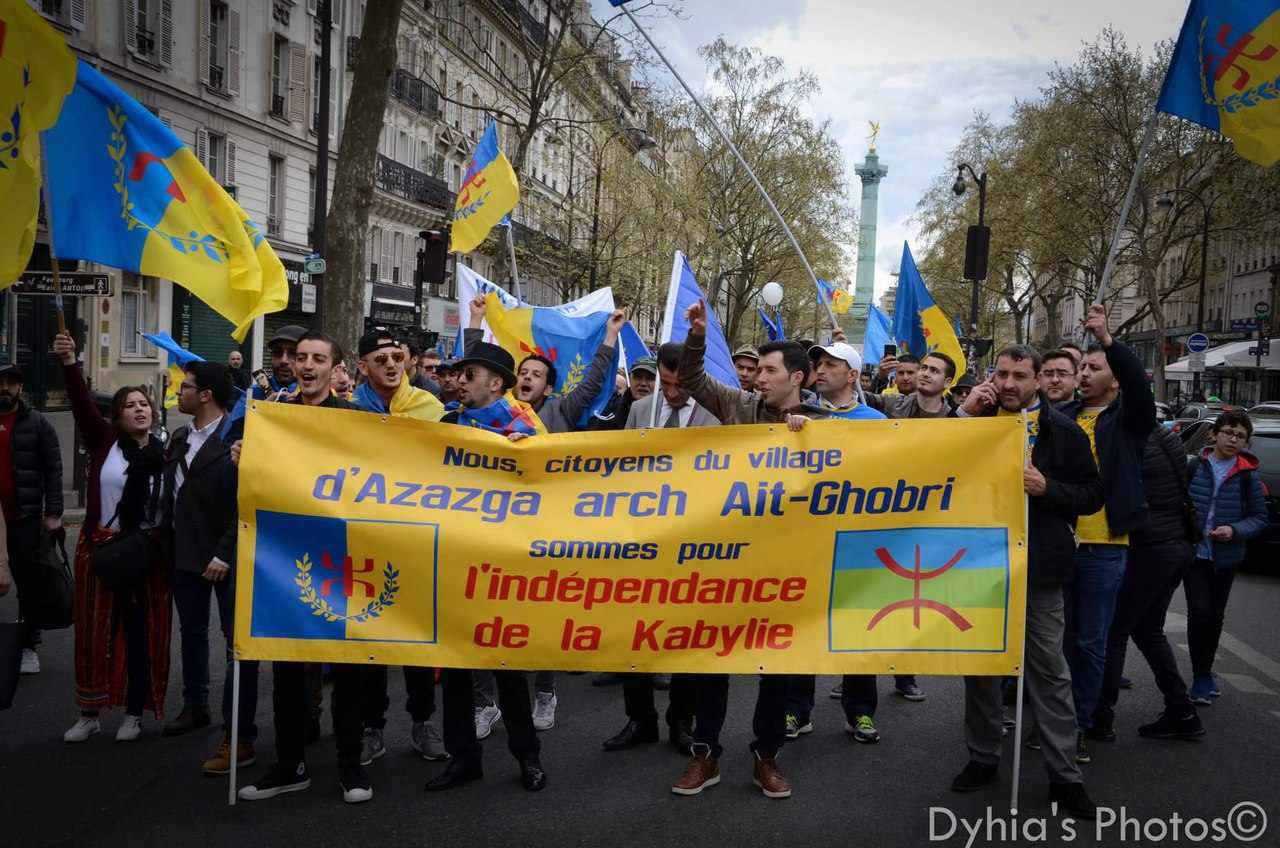 Nous, citoyens du village
d'Azazga arch Ait-Ghobri
sommes pour
l'indépendance
de la Kabylie
Dyhia's Photos©